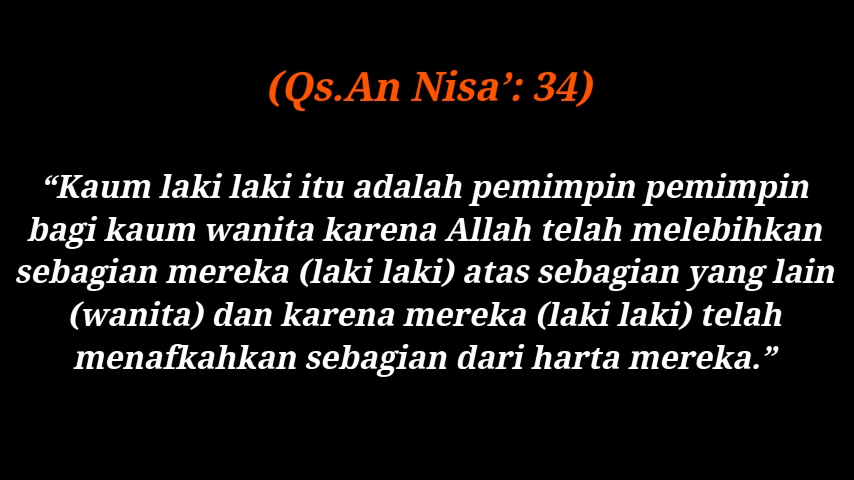 (Qs.An Nisa’: 34)
“Kaum laki laki itu adalah pemimpin pemimpin
bagi kaum wanita karena Allah telah melebihkan
sebagian mereka (laki laki) atas sebagian yang lain
(wanita) dan karena mereka (laki laki) telah
menafkahkan sebagian dari harta mereka.”